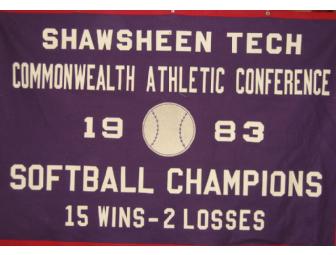 SHAWSHEEN TECH
COMMONWEALTH ATHLETIC CONFERENCE
19 83
SOFTBALL CHAMPIONS
15 WINS-2 LOSSES